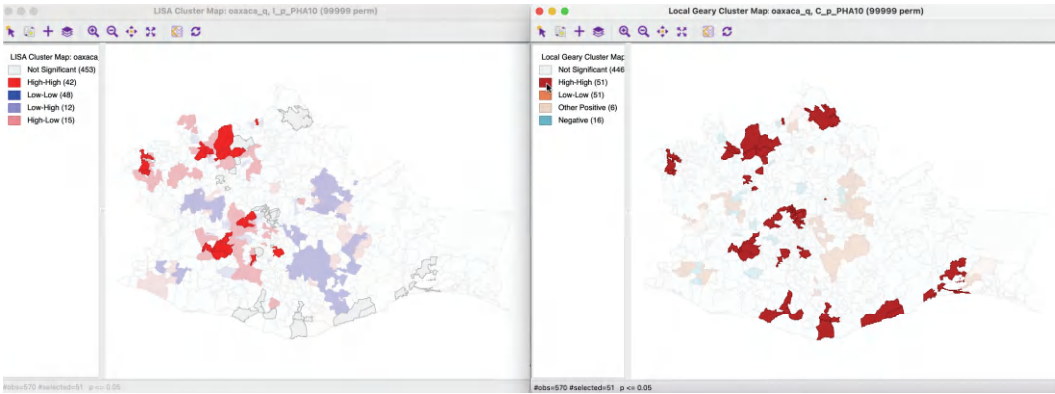 LISA Cluster Map: oaxaca_q, I_p_PHA10 (99999 perm)
LISA Cluster Map: oaxaca_
Not Significant (453)
High-High (42)
Low-Low (48)
Low-High (12)
High-Low (15)
#obs=570 #selected=51 p <= 0.05
Local Geary Cluster Map: oaxaca_q, C_p_PHA10 (99999 perm)
Local Geary Cluster Map
Not Significant (446
High-High (51)
Low-Low (51)
Other Positive (6)
Negative (16)
#obs=570 #selected=51 p <= 0.05